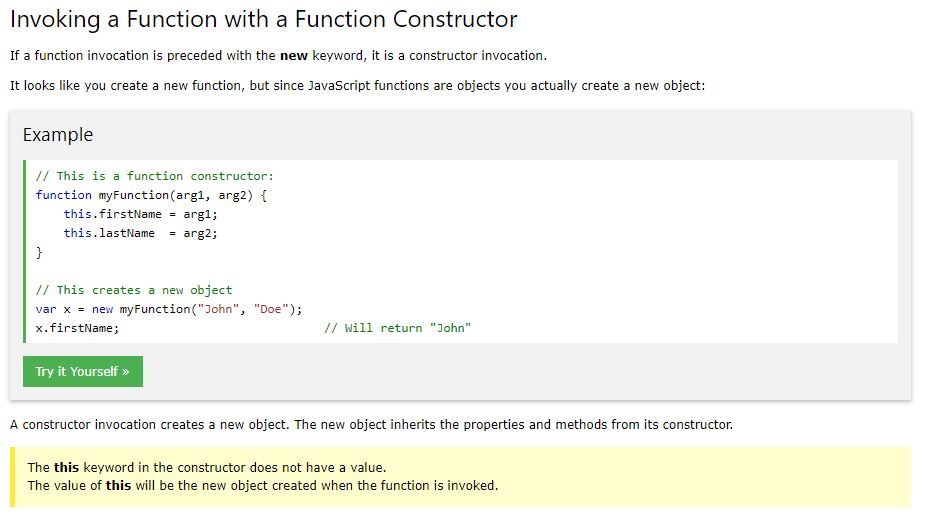 Invoking a Function with a Function Constructor
If a function invocation is preceded with the new keyword, it is a constructor invocation.
It looks like you create a new function, but since JavaScript functions are objects you actually create a new object:
Example
// This is a function constructor:
function myFunction(arg1, arg2) {
    this.firstName = arg1;
    this.lastName  = arg2;
}
// This creates a new object
var x = new myFunction("John", "Doe");
x.firstName;                             // Will return "John"
Try it Yourself »
A constructor invocation creates a new object. The new object inherits the properties and methods from its constructor.
The this keyword in the constructor does not have a value.
The value of this will be the new object created when the function is invoked.